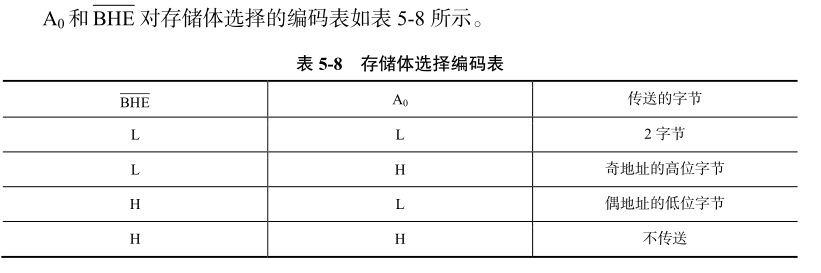 A₀ 和 B̅H̅E̅ 对存储体选择的编码表如表 5-8 所示。
表 5-8 存储体选择编码表
B̅H̅E̅ A₀ 传送的字节
L L 2 字节
L H 奇地址的高位字节
H L 偶地址的低位字节
H H 不传送